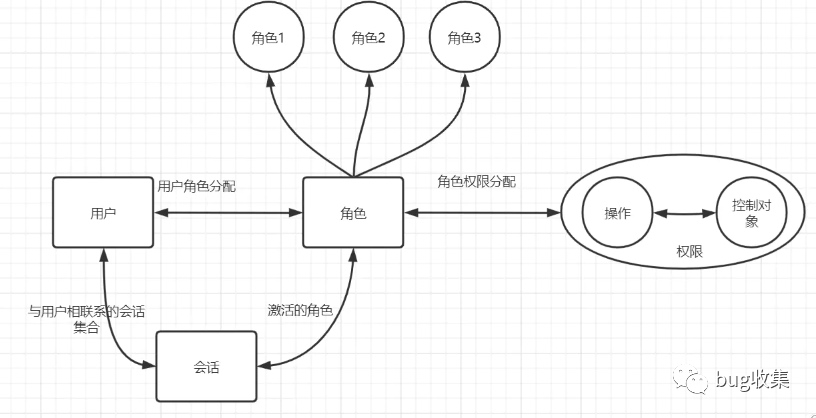 角色1
角色2
角色3
用户角色分配
角色权限分配
用户
角色
操作
控制对
象
权限
与用户相联系的会话
集合
激活的角色
会话
bug收集